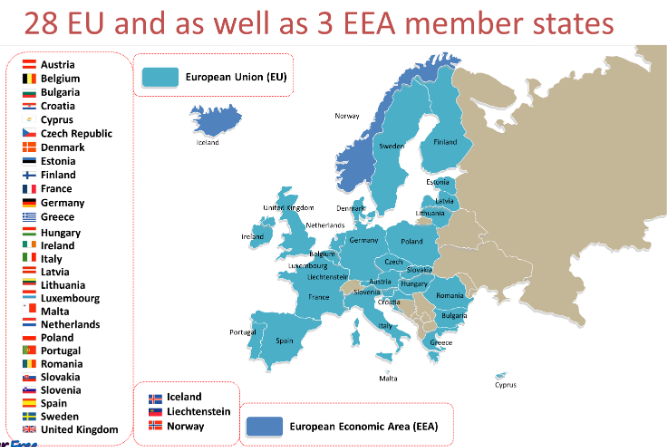 28 EU and as well as 3 EEA member states
Austria
Belgium
Bulgaria
Croatia
Cyprus
Czech Republic
Denmark
Estonia
Finland
France
Germany
Greece
Hungary
Ireland
Italy
Latvia
Lithuania
Luxembourg
Malta
Netherlands
Poland
Portugal
Romania
Slovakia
Slovenia
Spain
Sweden
United Kingdom
European Union (EU)
Iceland
Norway
Sweden
Finland
Estonia
Latvia
Lithuania
United Kingdom
Denmark
Ireland
Netherlands
Germany
Poland
Belgium
Luxembourg
Czech
Slovakia
Liechtenstein
Austria
Hungary
France
Slovenia
Croatia
Romania
Bulgaria
Italy
Portugal
Spain
Greece
Malta
Cyprus
Iceland
Liechtenstein
Norway
European Economic Area (EEA)